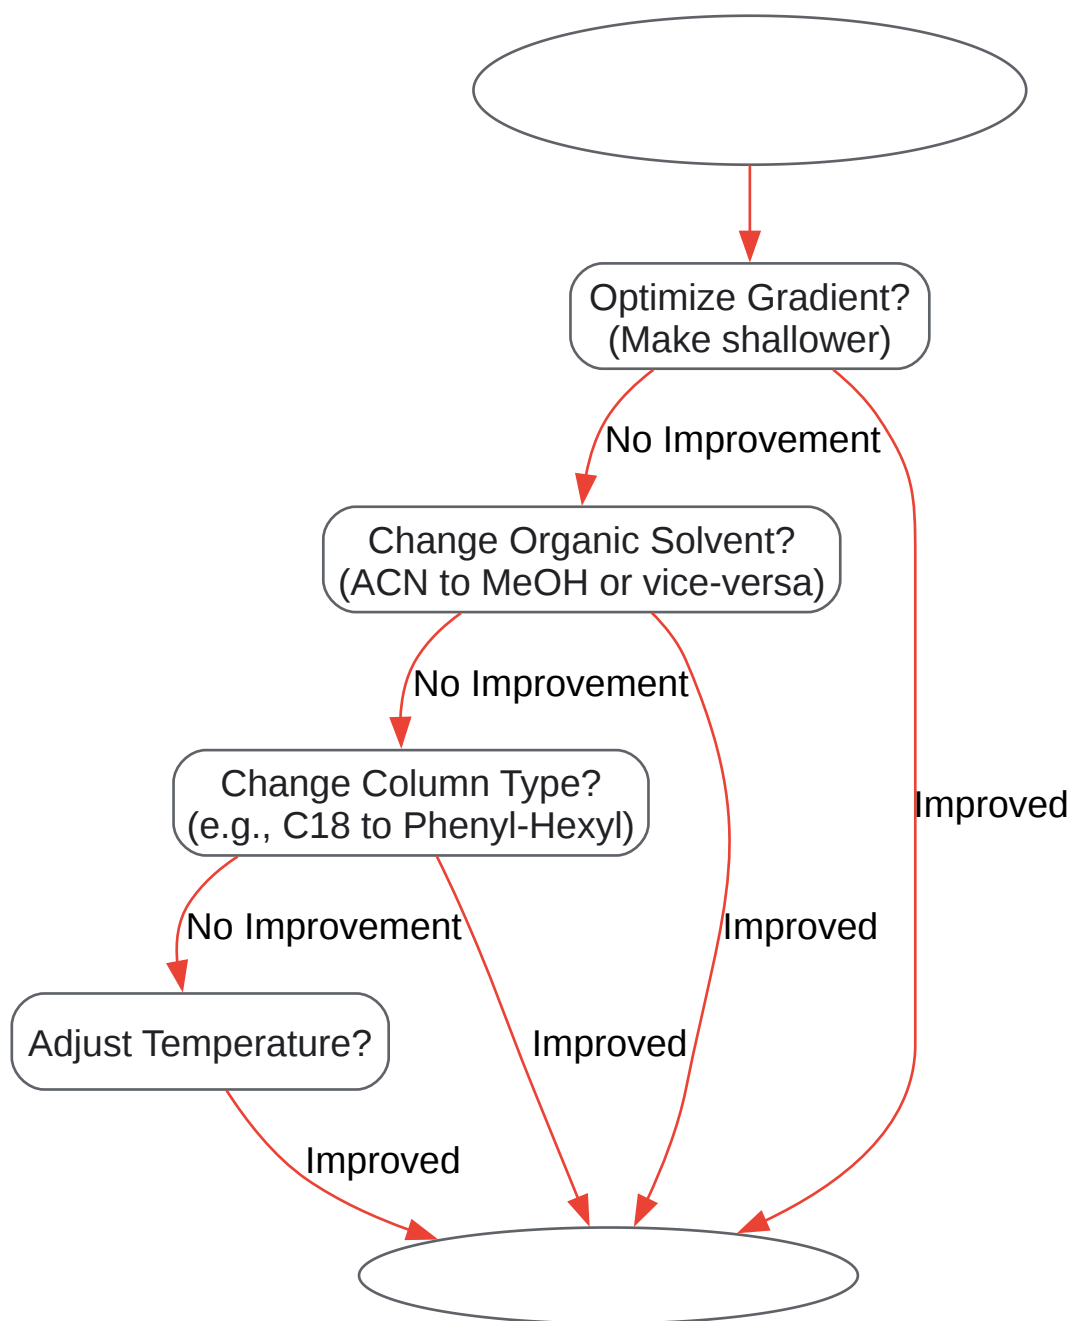 Optimize Gradient?
(Make shallower)
No Improvement
Change Organic Solvent?
(ACN to MeOH or vice-versa)
No Improvement
Change Column Type?
(e.g., C18 to Phenyl-Hexyl)
Improved
No Improvement
Improved
Adjust Temperature?
Improved
Improved